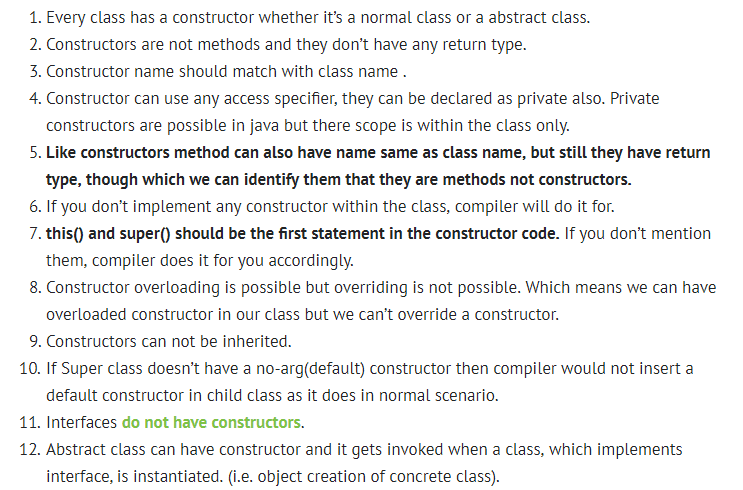 1. Every class has a constructor whether it’s a normal class or a abstract class.
2. Constructors are not methods and they don’t have any return type.
3. Constructor name should match with class name .
4. Constructor can use any access specifier, they can be declared as private also. Private
constructors are possible in java but there scope is within the class only.
5. Like constructors method can also have name same as class name, but still they have return
type, though which we can identify them that they are methods not constructors.
6. If you don’t implement any constructor within the class, compiler will do it for.
7. this() and super() should be the first statement in the constructor code. If you don’t mention
them, compiler does it for you accordingly.
8. Constructor overloading is possible but overriding is not possible. Which means we can have
overloaded constructor in our class but we can’t override a constructor.
9. Constructors can not be inherited.
10. If Super class doesn’t have a no-arg(default) constructor then compiler would not insert a
default constructor in child class as it does in normal scenario.
11. Interfaces do not have constructors.
12. Abstract class can have constructor and it gets invoked when a class, which implements
interface, is instantiated. (i.e. object creation of concrete class).